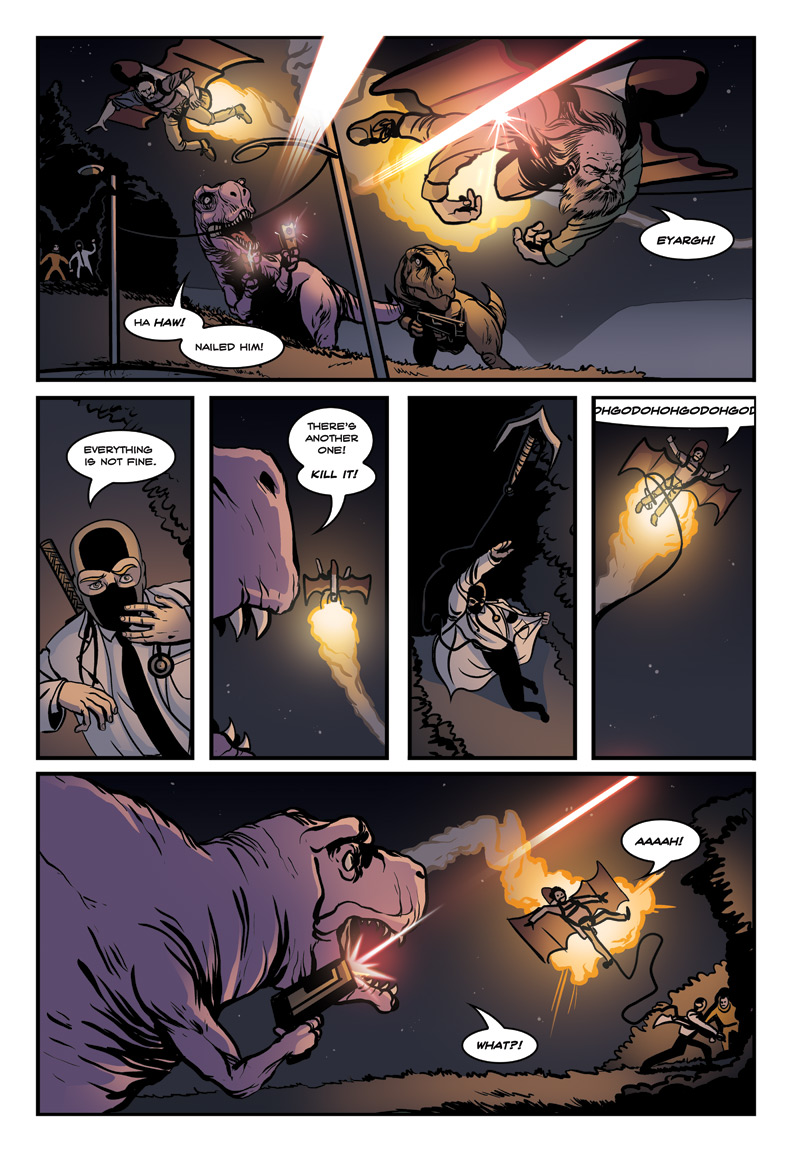 HA HAW!
NAILED HIM!
EYARGH!
EVERYTHING
IS NOT FINE.
THERE'S
ANOTHER
ONE!
KILL IT!
OHGODOHOHGODOHGOD
AAAAH!
WHAT?!